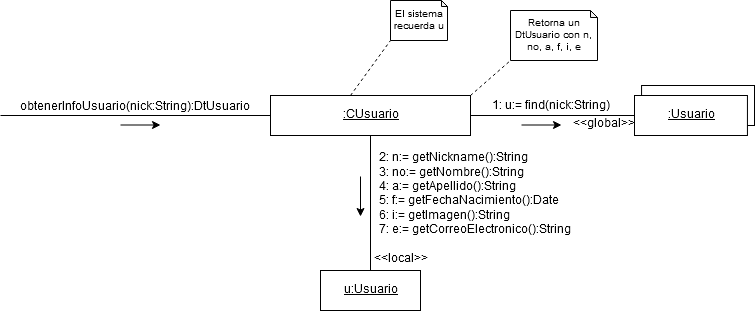 El sistema
recuerda u
Retorna un
DtUsuario con n,
no, a, f, i, e
obtenerInfoUsuario(nick:String):DtUsuario
:CUsuario
1: u:= find(nick:String)
<<global>>
:Usuario
2: n:= getNickname():String
3: no:= getNombre():String
4: a:= getApellido():String
5: f:= getFechaNacimiento():Date
6: i:= getImagen():String
7: e:= getCorreoElectronico():String
<<local>>
u:Usuario